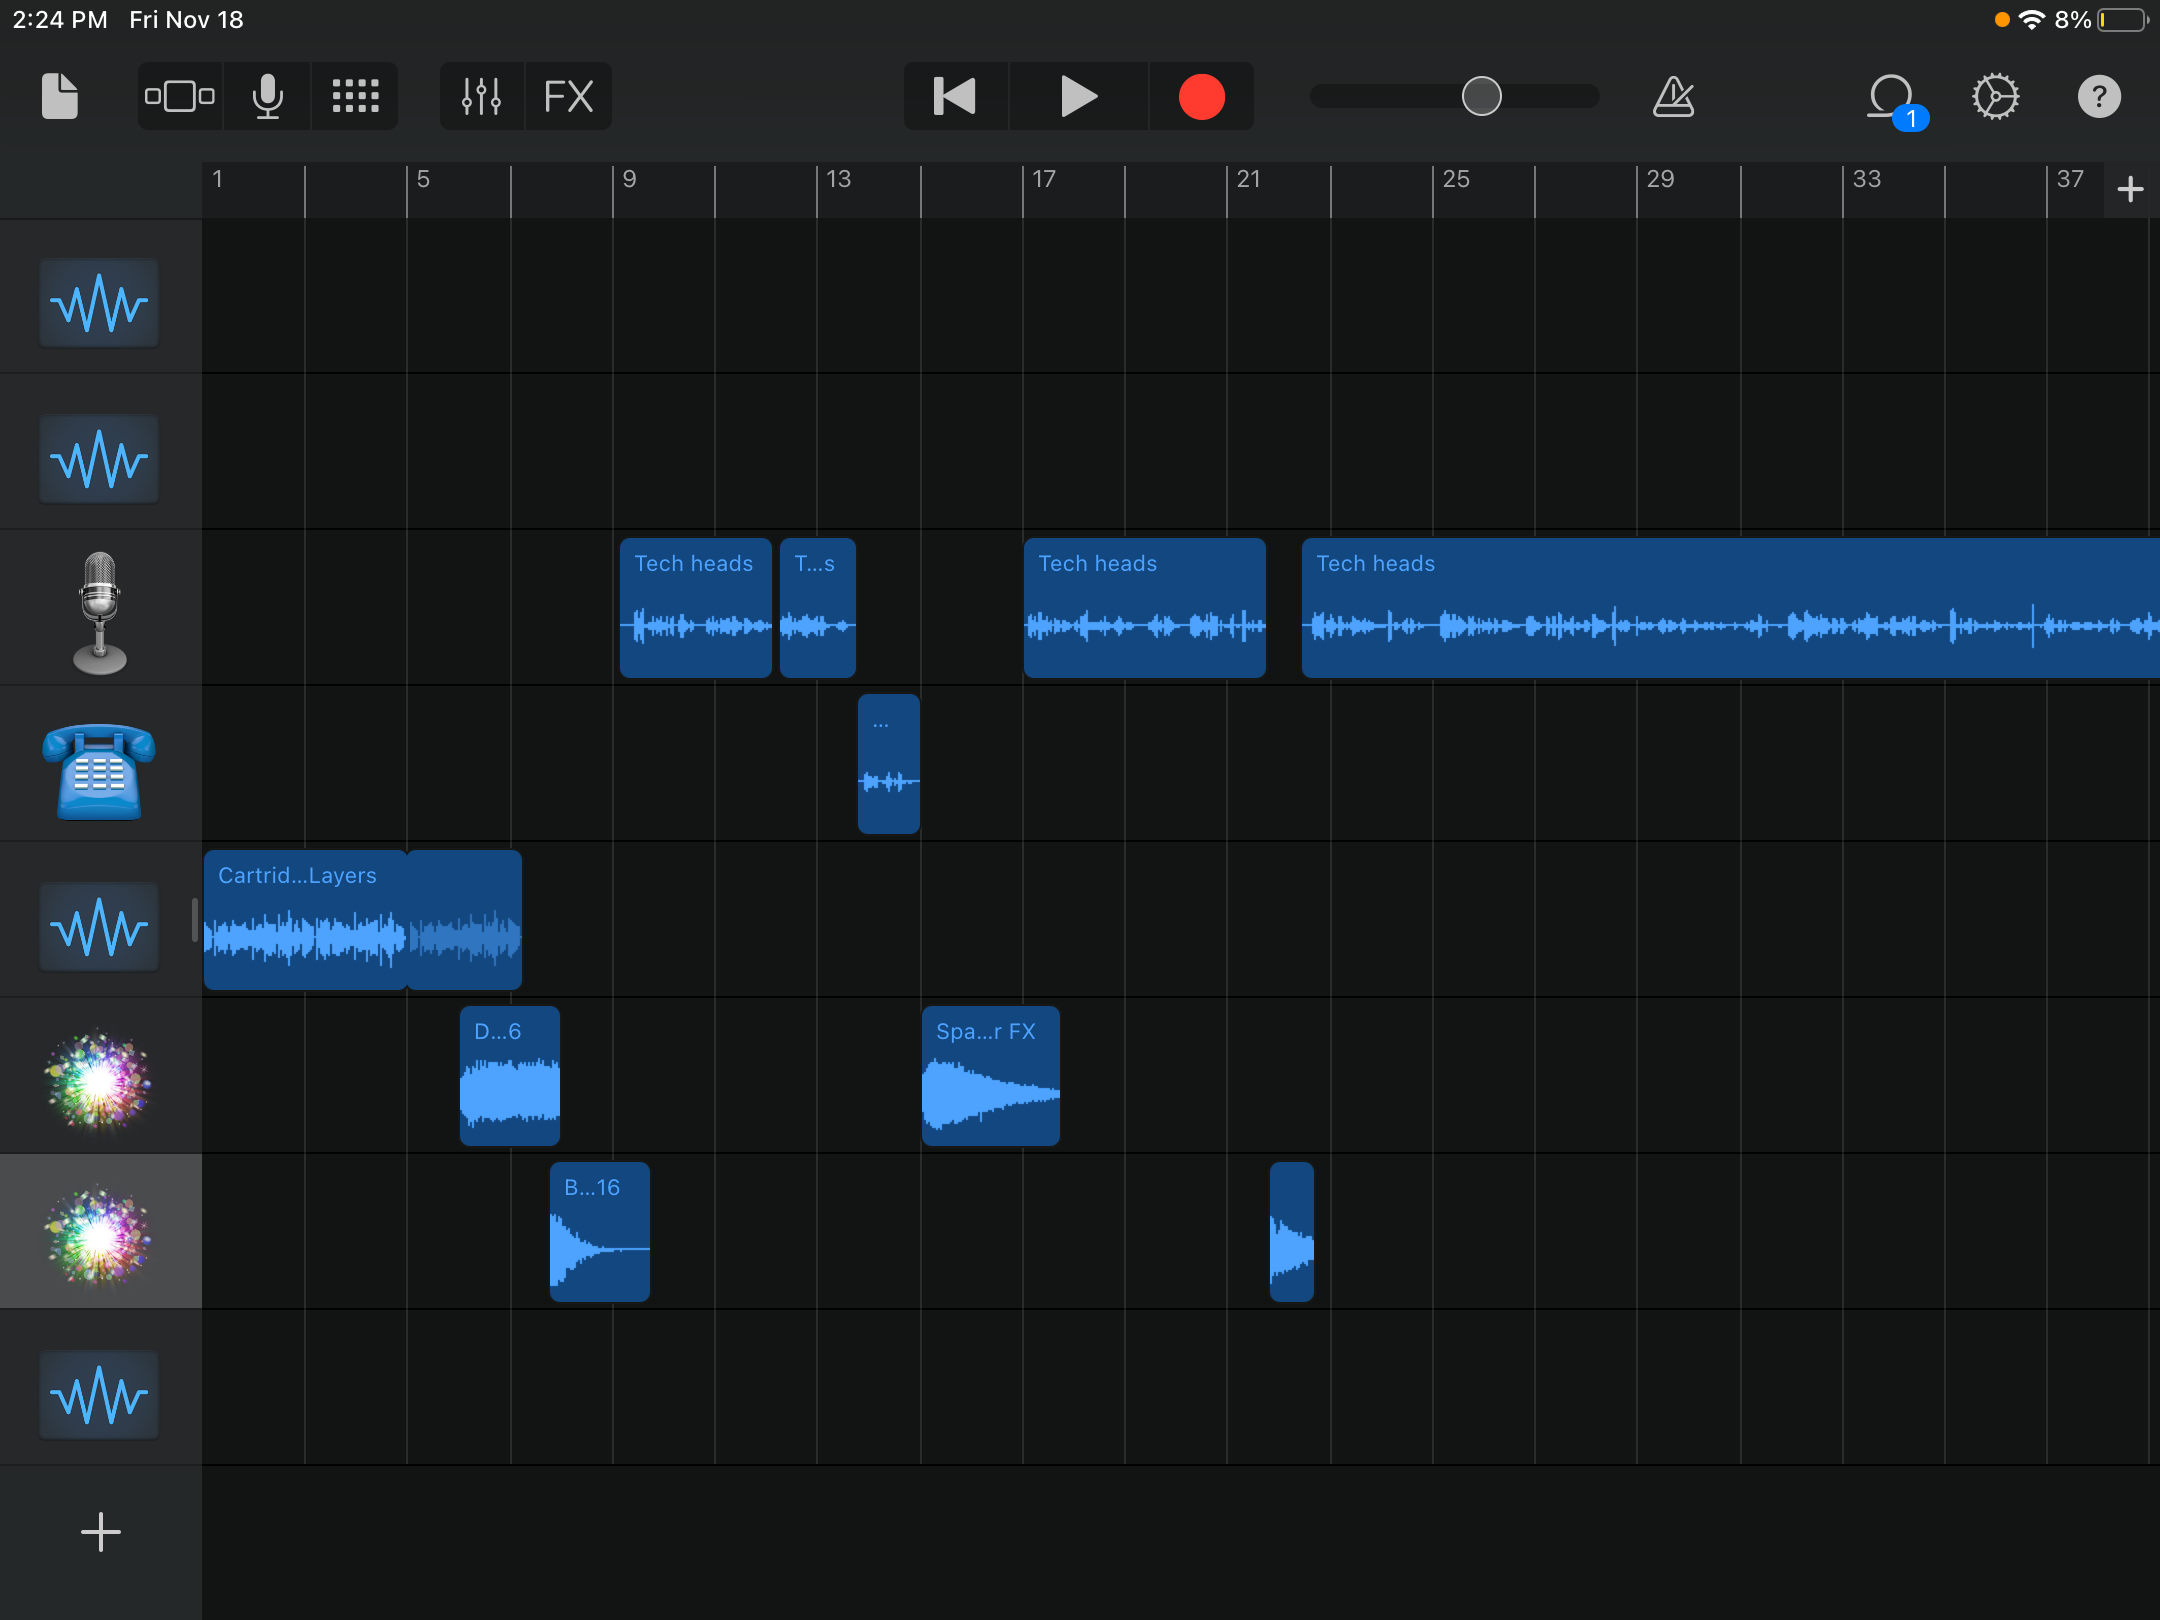 2:24 PM Fri Nov 18
8%
FX
1
?
1 5 9 13 17 21 25 29 33 37
Tech heads T...s Tech heads Tech heads
...
Cartrid...Layers
D...6 Spa...r FX
B...16